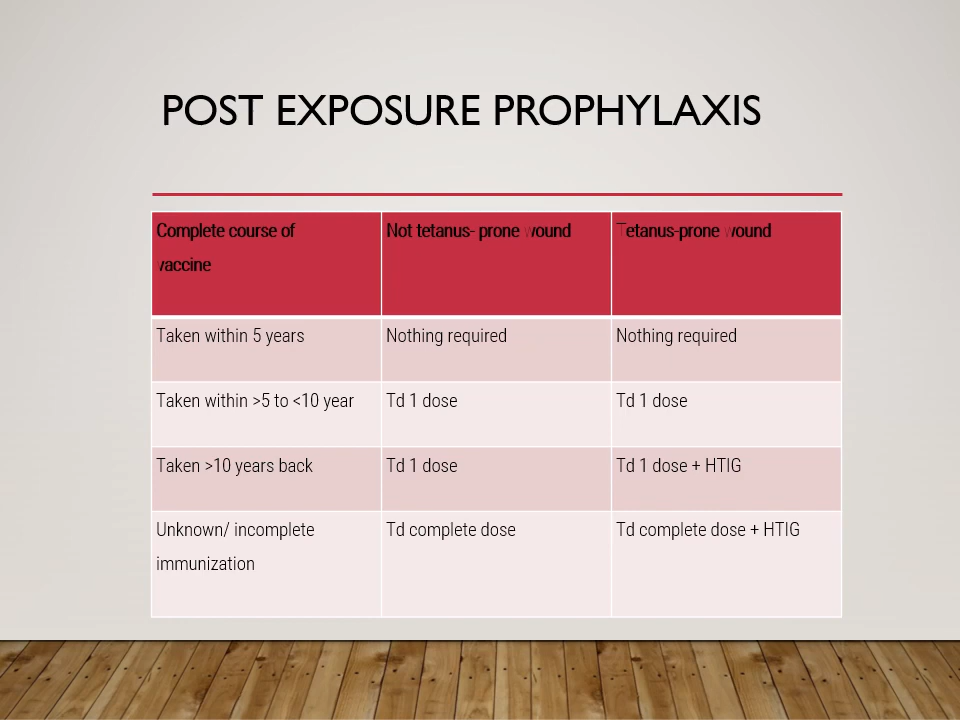 POST EXPOSURE PROPHYLAXIS
Complete course of
vaccine
Not tetanus- prone wound
Tetanus-prone wound
Taken within 5 years
Nothing required
Nothing required
Taken within >5 to <10 year
Td 1 dose
Td 1 dose
Taken >10 years back
Td 1 dose
Td 1 dose + HTIG
Unknown/ incomplete
immunization
Td complete dose
Td complete dose + HTIG